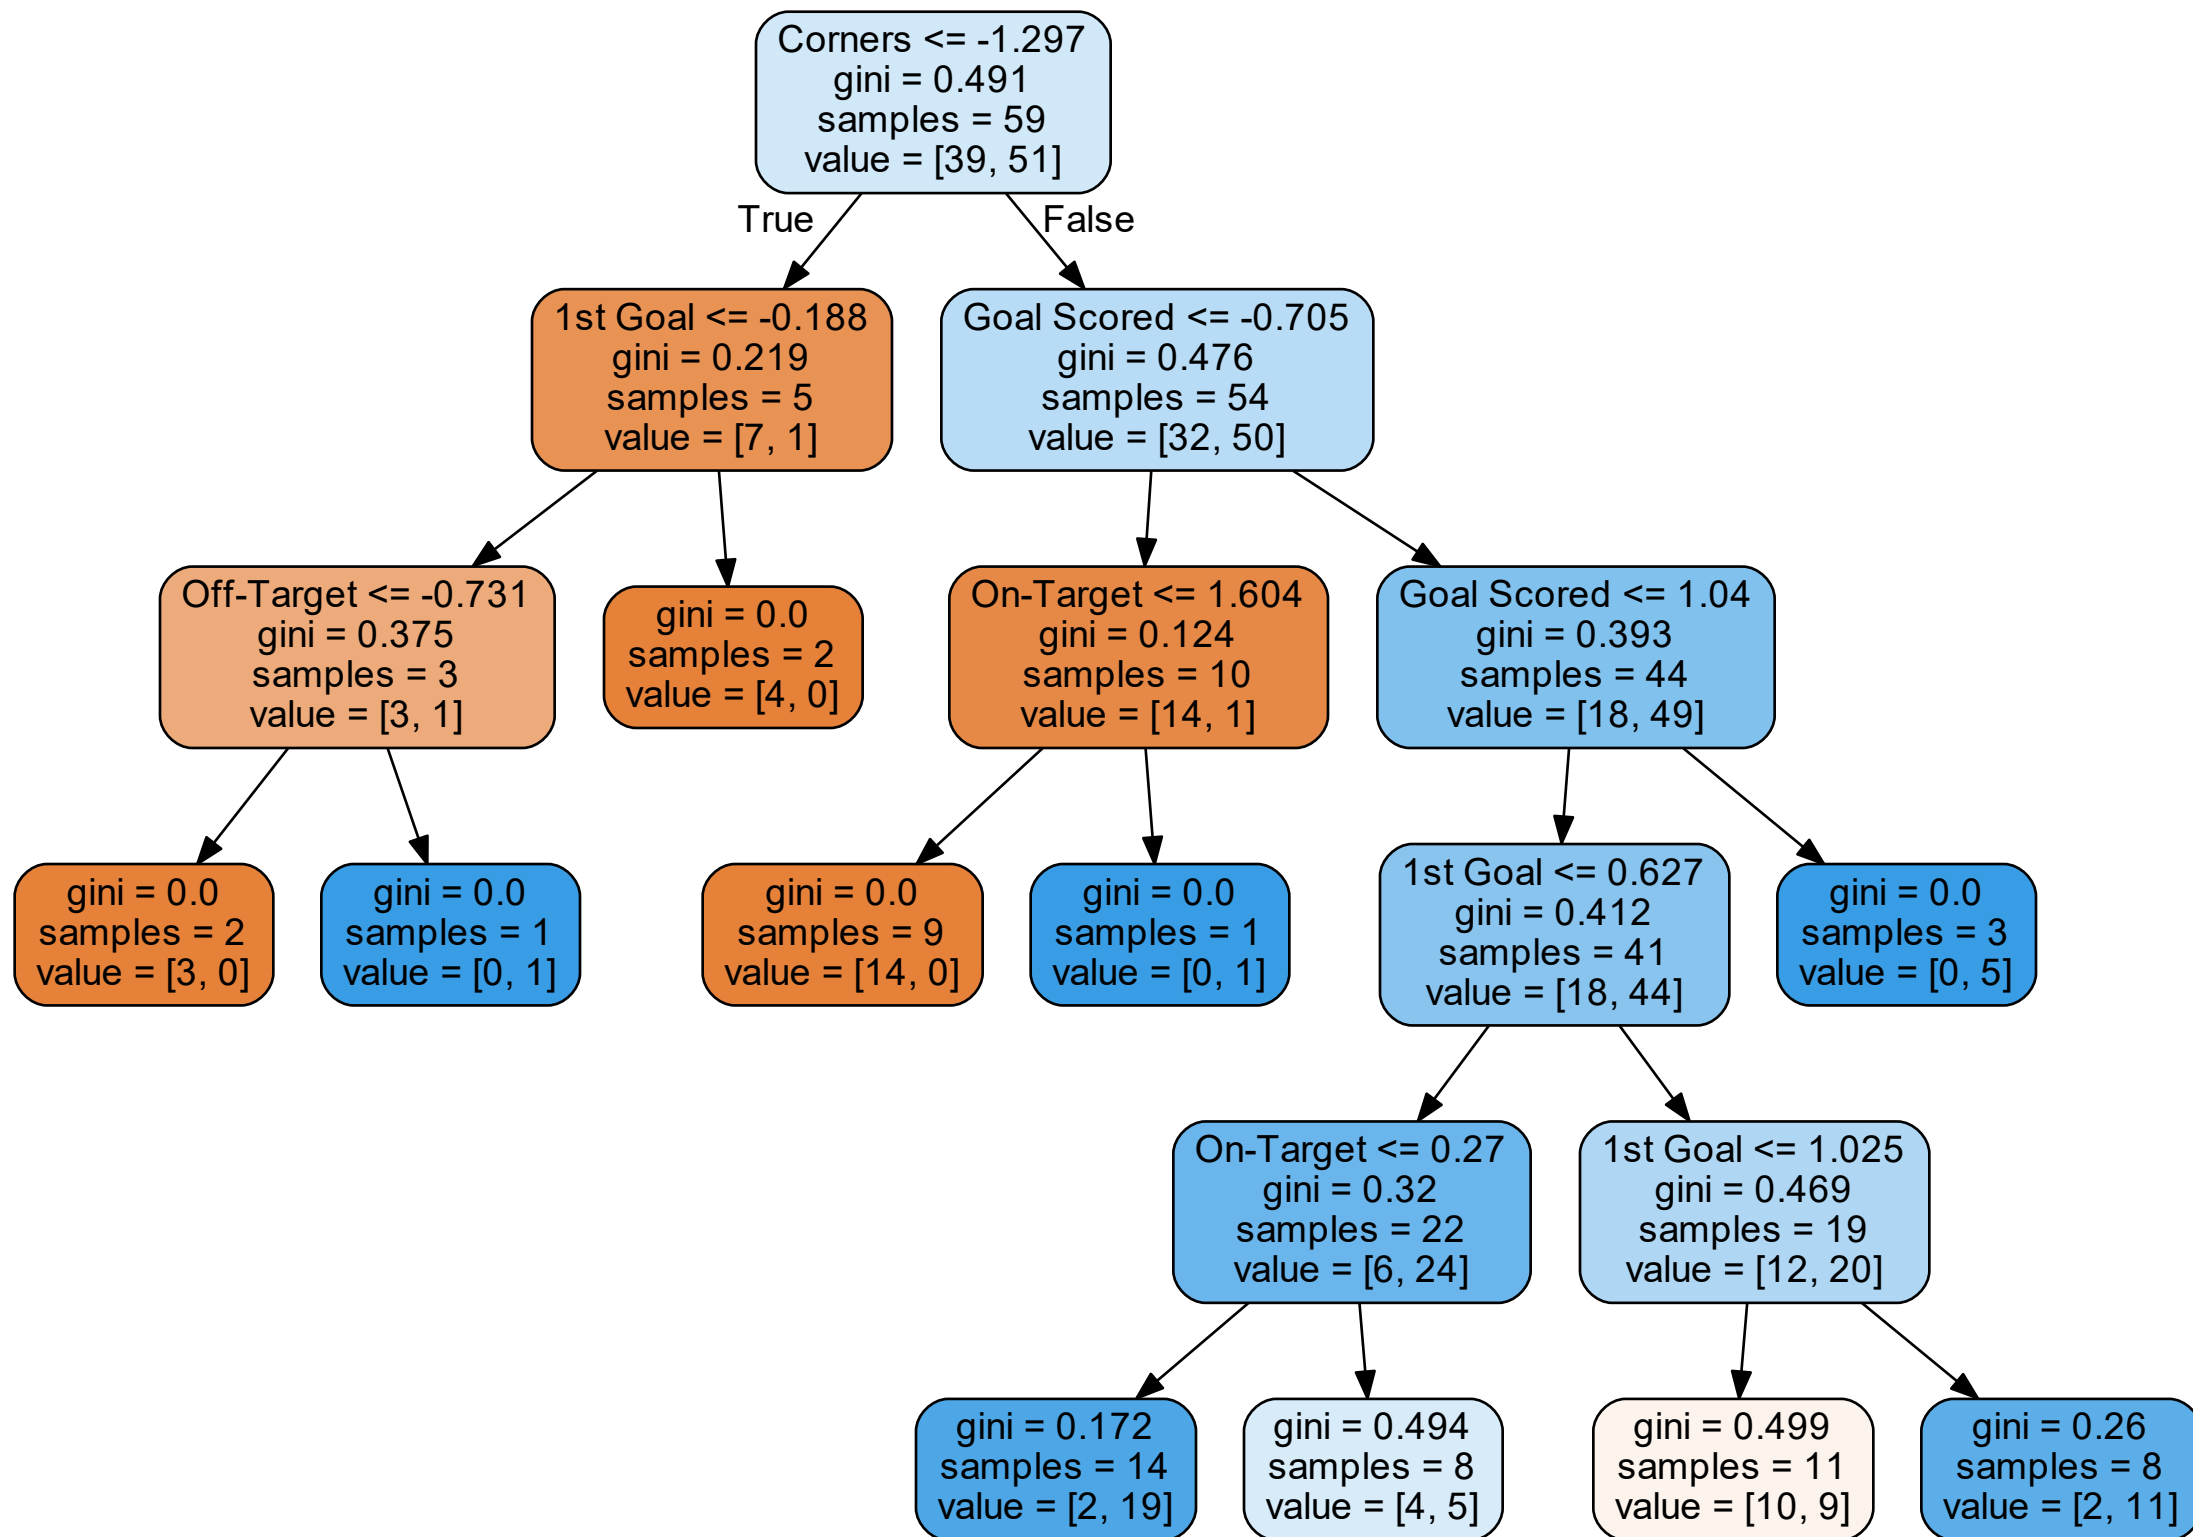 Corners <= -1.297
gini = 0.491
samples = 59
value = [39, 51]
True
False
1st Goal <= -0.188
gini = 0.219
samples = 5
value = [7, 1]
Goal Scored <= -0.705
gini = 0.476
samples = 54
value = [32, 50]
Off-Target <= -0.731
gini = 0.375
samples = 3
value = [3, 1]
gini = 0.0
samples = 2
value = [4, 0]
On-Target <= 1.604
gini = 0.124
samples = 10
value = [14, 1]
Goal Scored <= 1.04
gini = 0.393
samples = 44
value = [18, 49]
gini = 0.0
samples = 2
value = [3, 0]
gini = 0.0
samples = 1
value = [0, 1]
gini = 0.0
samples = 9
value = [14, 0]
gini = 0.0
samples = 1
value = [0, 1]
1st Goal <= 0.627
gini = 0.412
samples = 41
value = [18, 44]
gini = 0.0
samples = 3
value = [0, 5]
On-Target <= 0.27
gini = 0.32
samples = 22
value = [6, 24]
1st Goal <= 1.025
gini = 0.469
samples = 19
value = [12, 20]
gini = 0.172
samples = 14
value = [2, 19]
gini = 0.494
samples = 8
value = [4, 5]
gini = 0.499
samples = 11
value = [10, 9]
gini = 0.26
samples = 8
value = [2, 11]